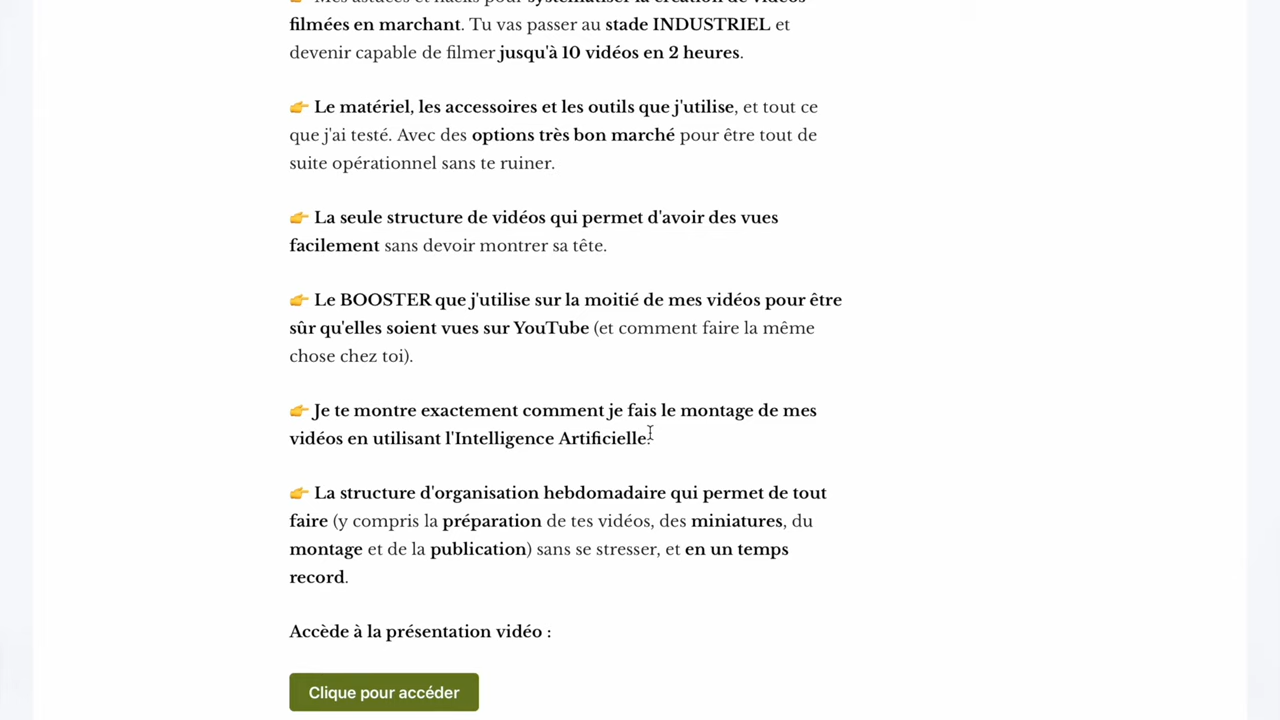 👉 Mes astuces et hacks pour systématiser la création de vidéos
filmées en marchant. Tu vas passer au stade INDUSTRIEL et
devenir capable de filmer jusqu'à 10 vidéos en 2 heures.
👉 Le matériel, les accessoires et les outils que j'utilise, et tout ce
que j'ai testé. Avec des options très bon marché pour être tout de
suite opérationnel sans te ruiner.
👉 La seule structure de vidéos qui permet d'avoir des vues
facilement sans devoir montrer sa tête.
👉 Le BOOSTER que j'utilise sur la moitié de mes vidéos pour être
sûr qu'elles soient vues sur YouTube (et comment faire la même
chose chez toi).
👉 Je te montre exactement comment je fais le montage de mes
vidéos en utilisant l'Intelligence Artificielle.
👉 La structure d'organisation hebdomadaire qui permet de tout
faire (y compris la préparation de tes vidéos, des miniatures, du
montage et de la publication) sans se stresser, et en un temps
record.
Accède à la présentation vidéo :
Clique pour accéder